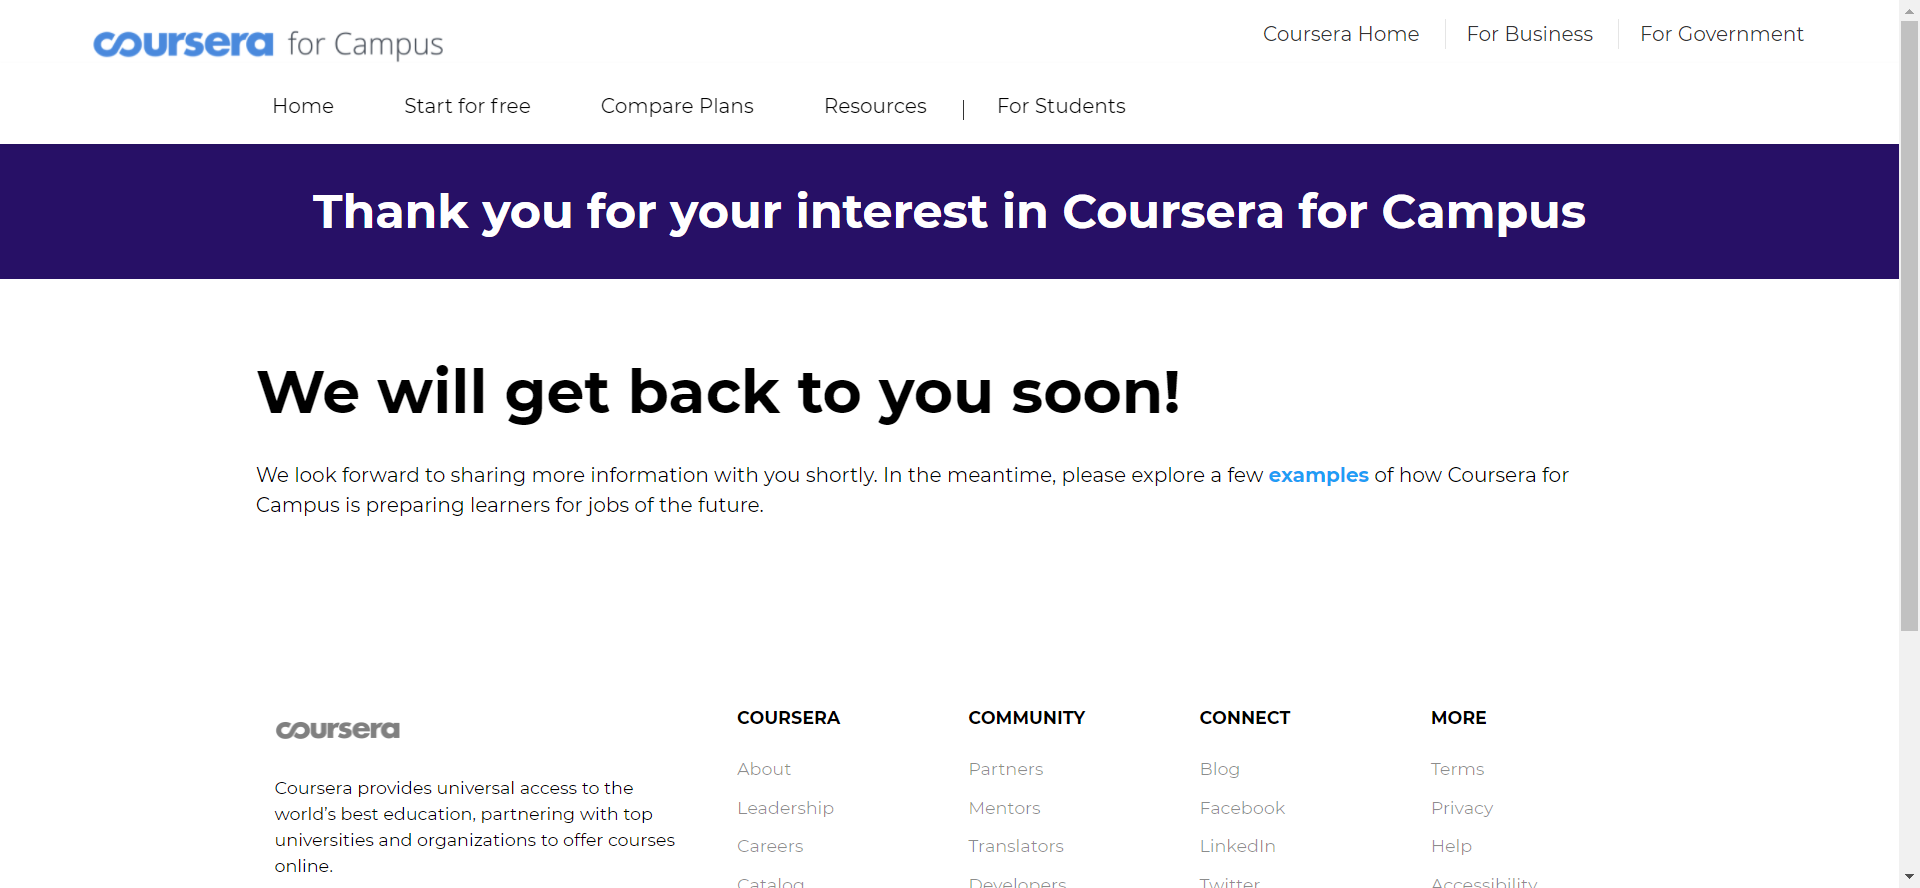 coursera for Campus
Coursera Home
For Business
For Government
Home
Start for free
Compare Plans
Resources
|
For Students
Thank you for your interest in Coursera for Campus
We will get back to you soon!
We look forward to sharing more information with you shortly. In the meantime, please explore a few examples of how Coursera for
Campus is preparing learners for jobs of the future.
coursera
Coursera provides universal access to the
world’s best education, partnering with top
universities and organizations to offer courses
online.
COURSERA
About
Leadership
Careers
Catalog
COMMUNITY
Partners
Mentors
Translators
Developers
CONNECT
Blog
Facebook
LinkedIn
Twitter
MORE
Terms
Privacy
Help
Accessibility